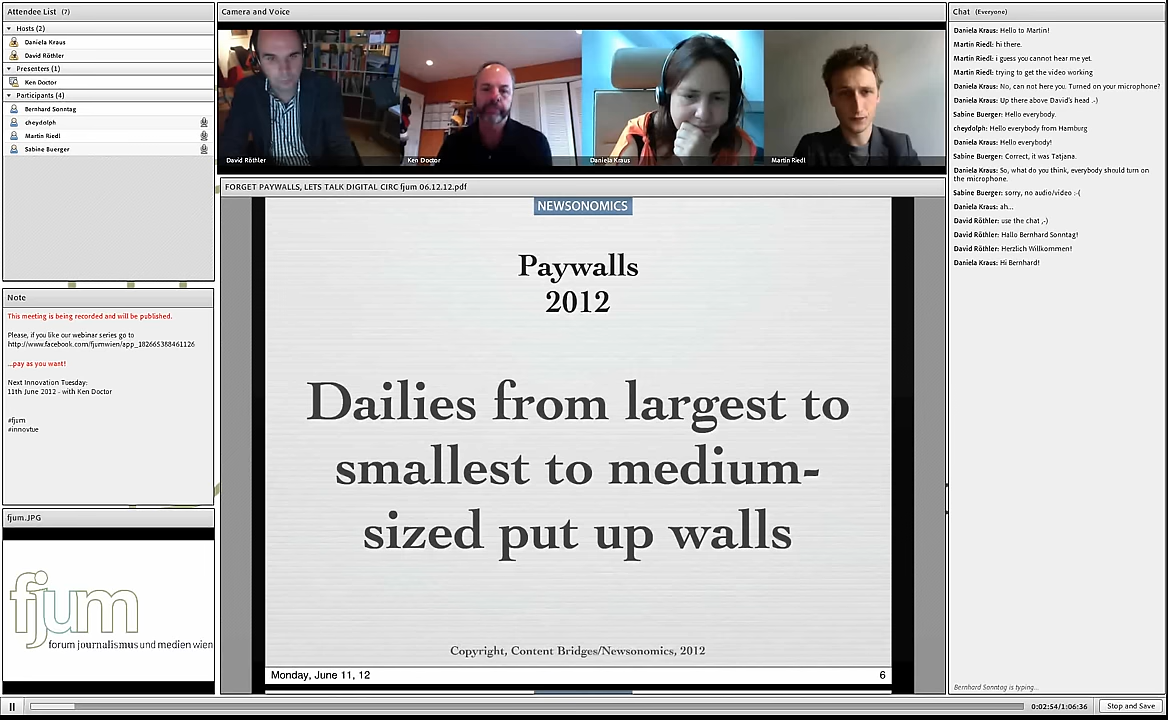 Attendee List (7)
Hosts (2)
Daniela Kraus
David Röthler
Presenters (1)
Ken Doctor
Participants (4)
Bernhard Sonntag
cheydolph
Martin Riedl
Sabine Buerger
Note
This meeting is being recorded and will be published.
Please, if you like our webinar series go to
http://www.facebook.com/fjumwien/app_182665388461126
...pay as you want!
Next Innovation Tuesday:
11th June 2012 - with Ken Doctor
#fjum
#innovtue
fjum.JPG
fjum
forum journalismus und medien wien
Camera and Voice
David Röthler
Ken Doctor
Daniela Kraus
Martin Riedl
FORGET PAYWALLS, LETS TALK DIGITAL CIRC fjum 06.12.12.pdf
NEWSONOMICS
Paywalls
2012
Dailies from largest to
smallest to medium-
sized put up walls
Copyright, Content Bridges/Newsonomics, 2012
Monday, June 11, 12
6
Chat (Everyone)
Daniela Kraus: Hello to Martin!
Martin Riedl: hi there.
Martin Riedl: i guess you cannot hear me yet.
Martin Riedl: trying to get the video working
Daniela Kraus: No, can not here you. Turned on your microphone?
Daniela Kraus: Up there above David's head .-)
Sabine Buerger: Hello everybody.
cheydolph: Hello everybody from Hamburg
Daniela Kraus: Hello everybody!
Sabine Buerger: Correct, it was Tatjana.
Daniela Kraus: So, what do you think, everybody should turn on
the microphone.
Sabine Buerger: sorry, no audio/video :-(
Daniela Kraus: ah...
David Röthler: use the chat ,-)
David Röthler: Hallo Bernhard Sonntag!
David Röthler: Herzlich Willkommen!
Daniela Kraus: Hi Bernhard!
Bernhard Sonntag is typing...
0:02:54/1:06:36
Stop and Save